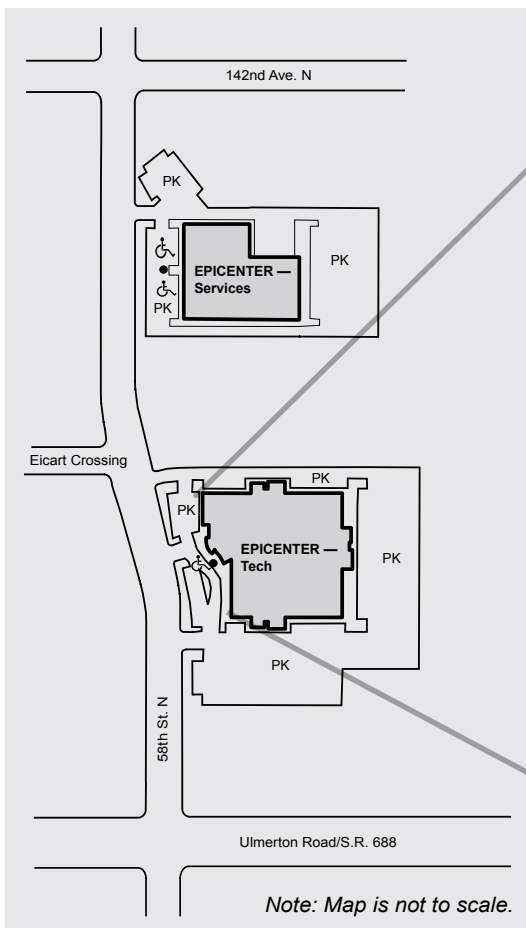 142nd Ave. N
PK
EPICENTER —
Services
PK
PK
Eicart Crossing
PK
PK
EPICENTER —
Tech
PK
PK
58th St. N
Ulmerton Road/S.R. 688
Note: Map is not to scale.